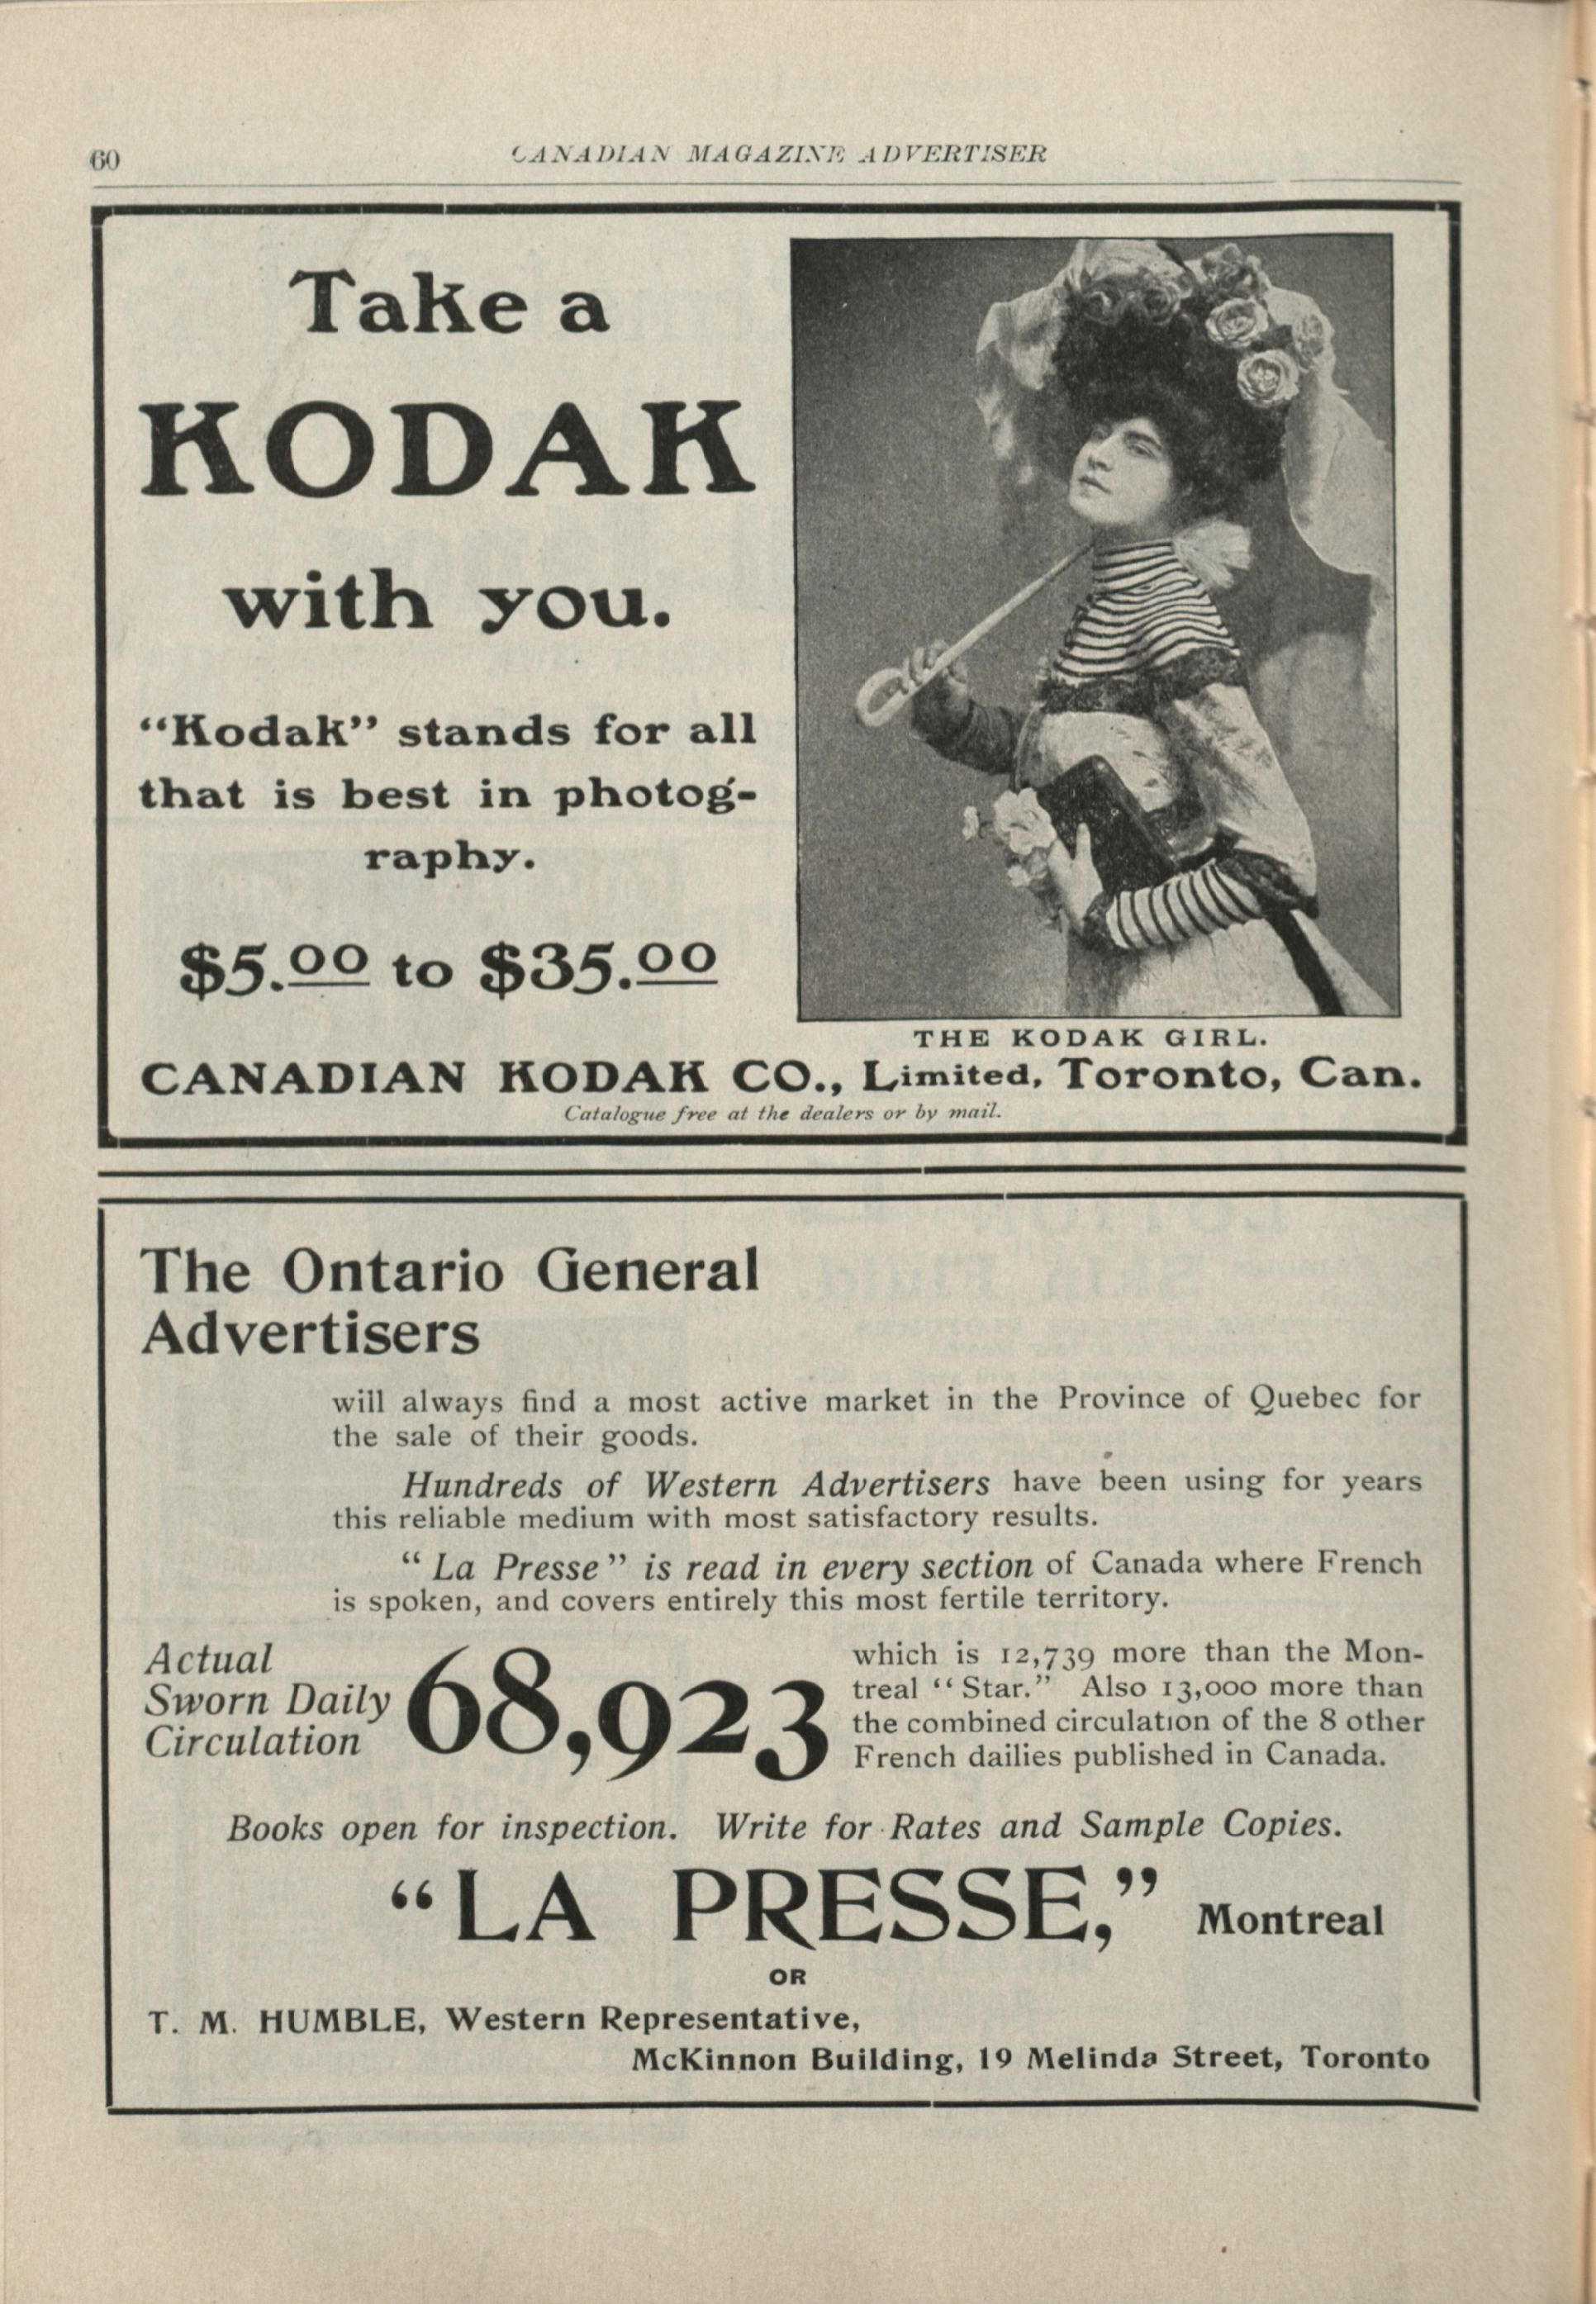 60
CANADIAN MAGAZINE ADVERTISER
Take a
KODAK
with you.
“Kodak” stands for all
that is best in photog-
raphy.
$5.00 to $35.00
THE KODAK GIRL.
CANADIAN KODAK CO., Limited, Toronto, Can.
Catalogue free at the dealers or by mail.
The Ontario General
Advertisers
will always find a most active market in the Province of Quebec for
the sale of their goods.
Hundreds of Western Advertisers have been using for years
this reliable medium with most satisfactory results.
“La Presse” is read in every section of Canada where French
is spoken, and covers entirely this most fertile territory.
Actual
Sworn Daily
Circulation
68,923
which is 12,739 more than the Mon-
treal “Star.” Also 13,000 more than
the combined circulation of the 8 other
French dailies published in Canada.
Books open for inspection. Write for Rates and Sample Copies.
“LA PRESSE,” Montreal
OR
T. M. HUMBLE, Western Representative,
McKinnon Building, 19 Melinda Street, Toronto